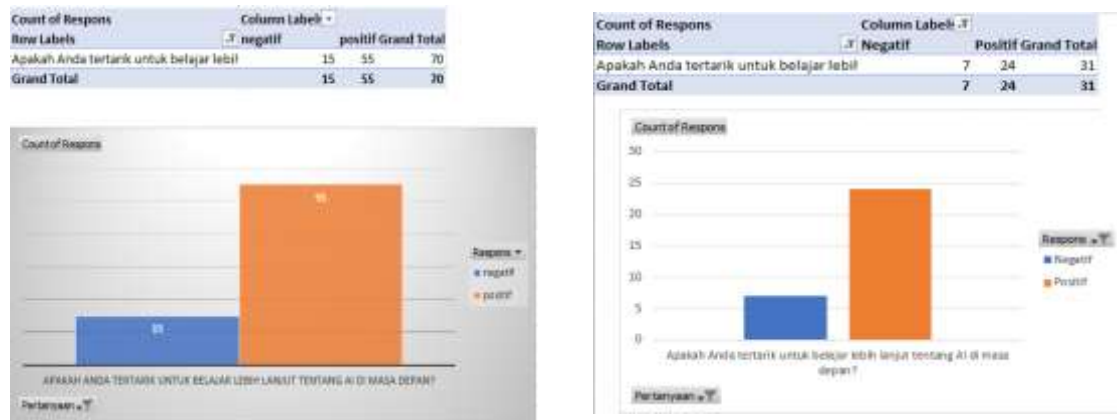 Count of Respons Column Labels
Row Labels negatif positif Grand Total
Apakah Anda tertarik untuk belajar lebil 15 55 70
Grand Total 15 55 70
Count of Respons
15
55
Respons
negatif
positif
APAKAH ANDA TERTARIK UNTUK BELAJAR LEBIH LANJUT TENTANG AI DI MASA DEPAN?
Pertanyaan
Count of Respons Column Labels
Row Labels Negatif Positif Grand Total
Apakah Anda tertarik untuk belajar lebil 7 24 31
Grand Total 7 24 31
Count of Respons
30
25
20
15
10
5
0
Respons
Negatif
Positif
Apakah Anda tertarik untuk belajar lebih lanjut tentang AI di masa
depan?
Pertanyaan